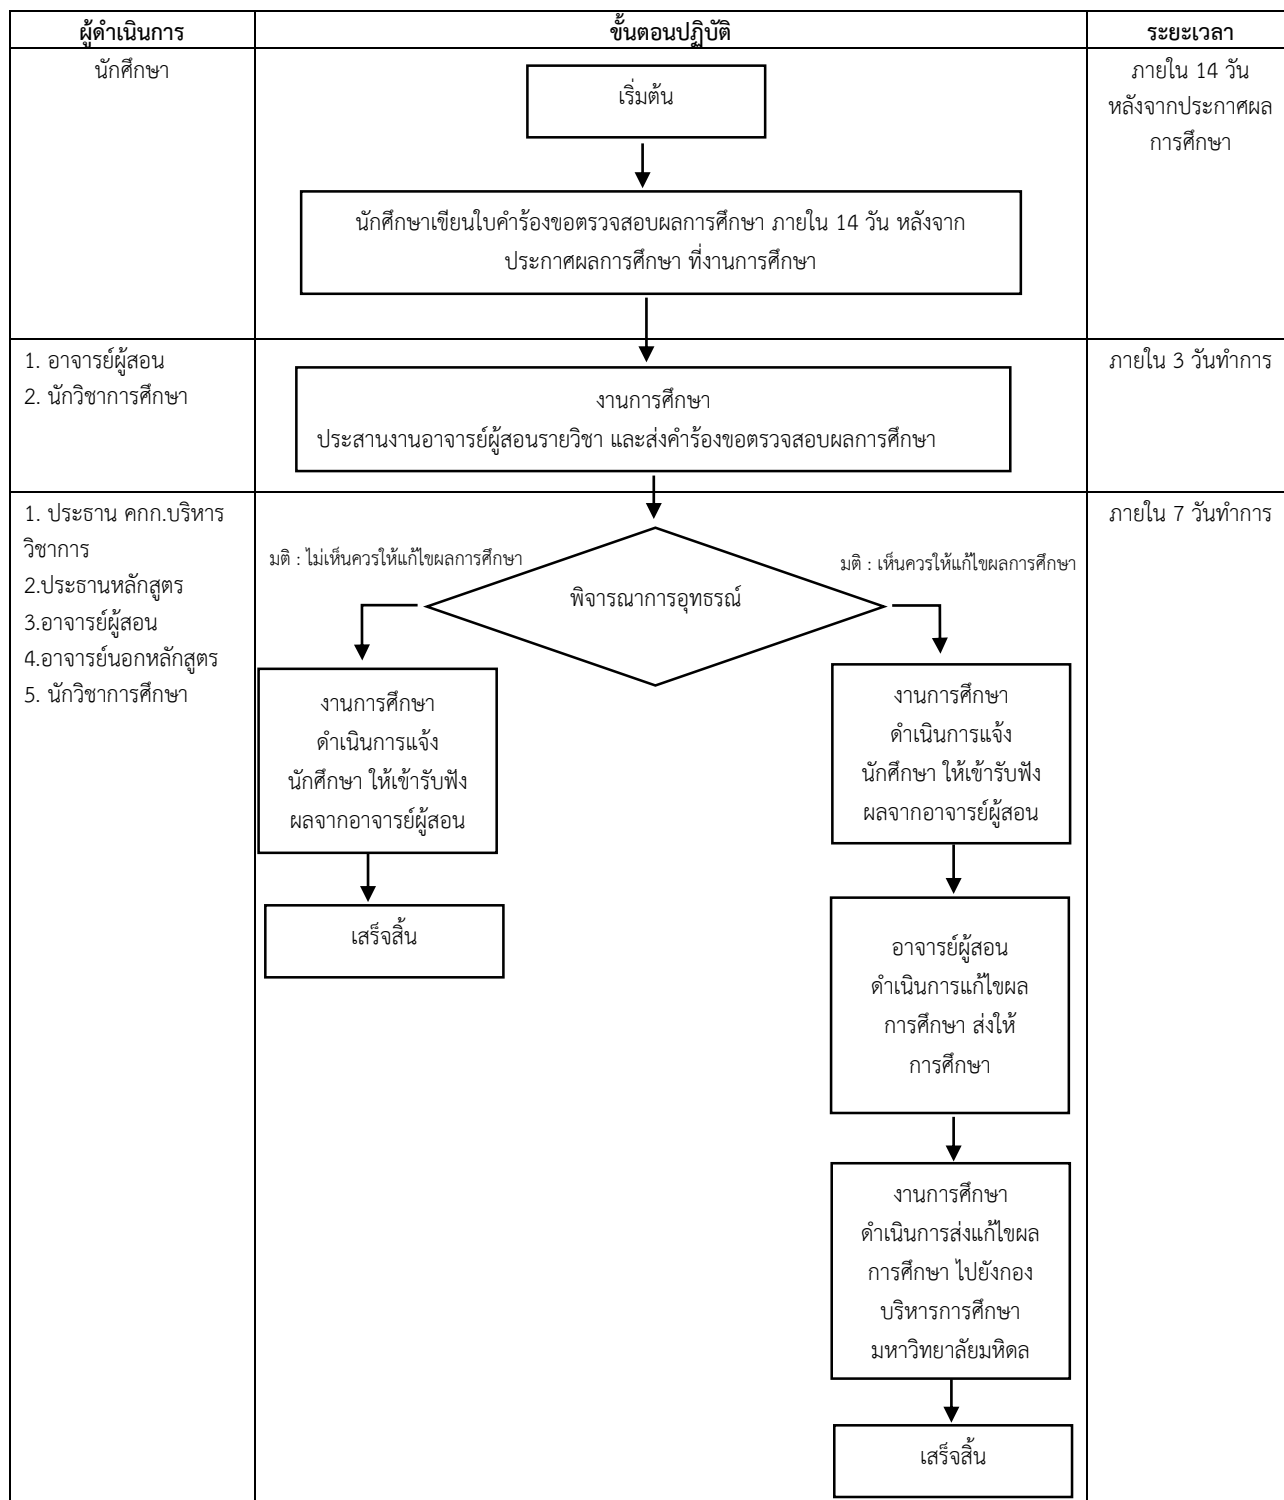 ผู้ดำเนินการ
ขั้นตอนปฏิบัติ
ระยะเวลา
นักศึกษา
เริ่มต้น
นักศึกษาเขียนใบคำร้องขอตรวจสอบผลการศึกษา ภายใน 14 วัน หลังจาก
ประกาศผลการศึกษา ที่งานการศึกษา
ภายใน 14 วัน
หลังจากประกาศผล
การศึกษา
1. อาจารย์ผู้สอน
2. นักวิชาการศึกษา
งานการศึกษา
ประสานงานอาจารย์ผู้สอนรายวิชา และส่งคำร้องขอตรวจสอบผลการศึกษา
ภายใน 3 วันทำการ
1. ประธาน คกก.บริหาร
วิชาการ
2.ประธานหลักสูตร
3.อาจารย์ผู้สอน
4.อาจารย์นอกหลักสูตร
5. นักวิชาการศึกษา
พิจารณาการอุทธรณ์
มติ : ไม่เห็นควรให้แก้ไขผลการศึกษา
งานการศึกษา
ดำเนินการแจ้ง
นักศึกษา ให้เข้ารับฟัง
ผลจากอาจารย์ผู้สอน
เสร็จสิ้น
มติ : เห็นควรให้แก้ไขผลการศึกษา
งานการศึกษา
ดำเนินการแจ้ง
นักศึกษา ให้เข้ารับฟัง
ผลจากอาจารย์ผู้สอน
อาจารย์ผู้สอน
ดำเนินการแก้ไขผล
การศึกษา ส่งให้
การศึกษา
งานการศึกษา
ดำเนินการส่งแก้ไขผล
การศึกษา ไปยังกอง
บริหารการศึกษา
มหาวิทยาลัยมหิดล
เสร็จสิ้น
ภายใน 7 วันทำการ